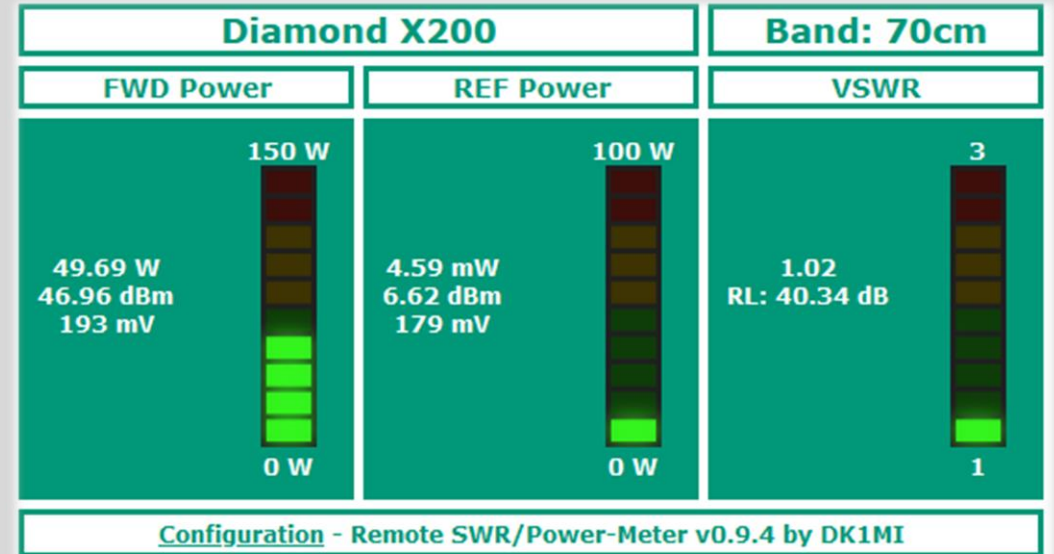 Diamond X200
Band: 70cm
FWD Power
REF Power
VSWR
150 W
49.69 W
46.96 dBm
193 mV
0 W
100 W
4.59 mW
6.62 dBm
179 mV
0 W
3
1.02
RL: 40.34 dB
1
Configuration - Remote SWR/Power-Meter v0.9.4 by DK1MI